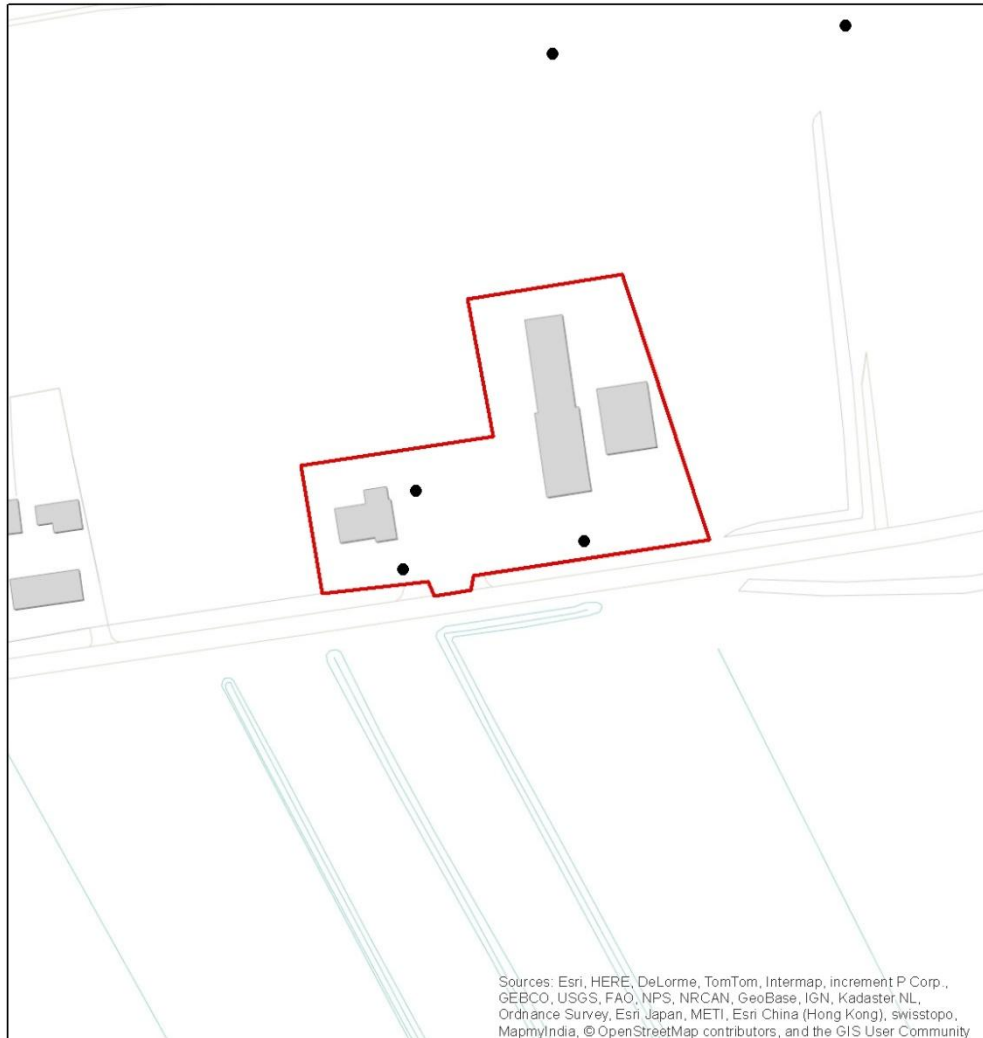 Sources: Esri, HERE, DeLorme, TomTom, Intermap, increment P Corp.,
GEBCO, USGS, FAO, NPS, NRCAN, GeoBase, IGN, Kadaster NL,
Ordnance Survey, Esri Japan, METI, Esri China (Hong Kong), swisstopo,
MapmyIndia, © OpenStreetMap contributors, and the GIS User Community